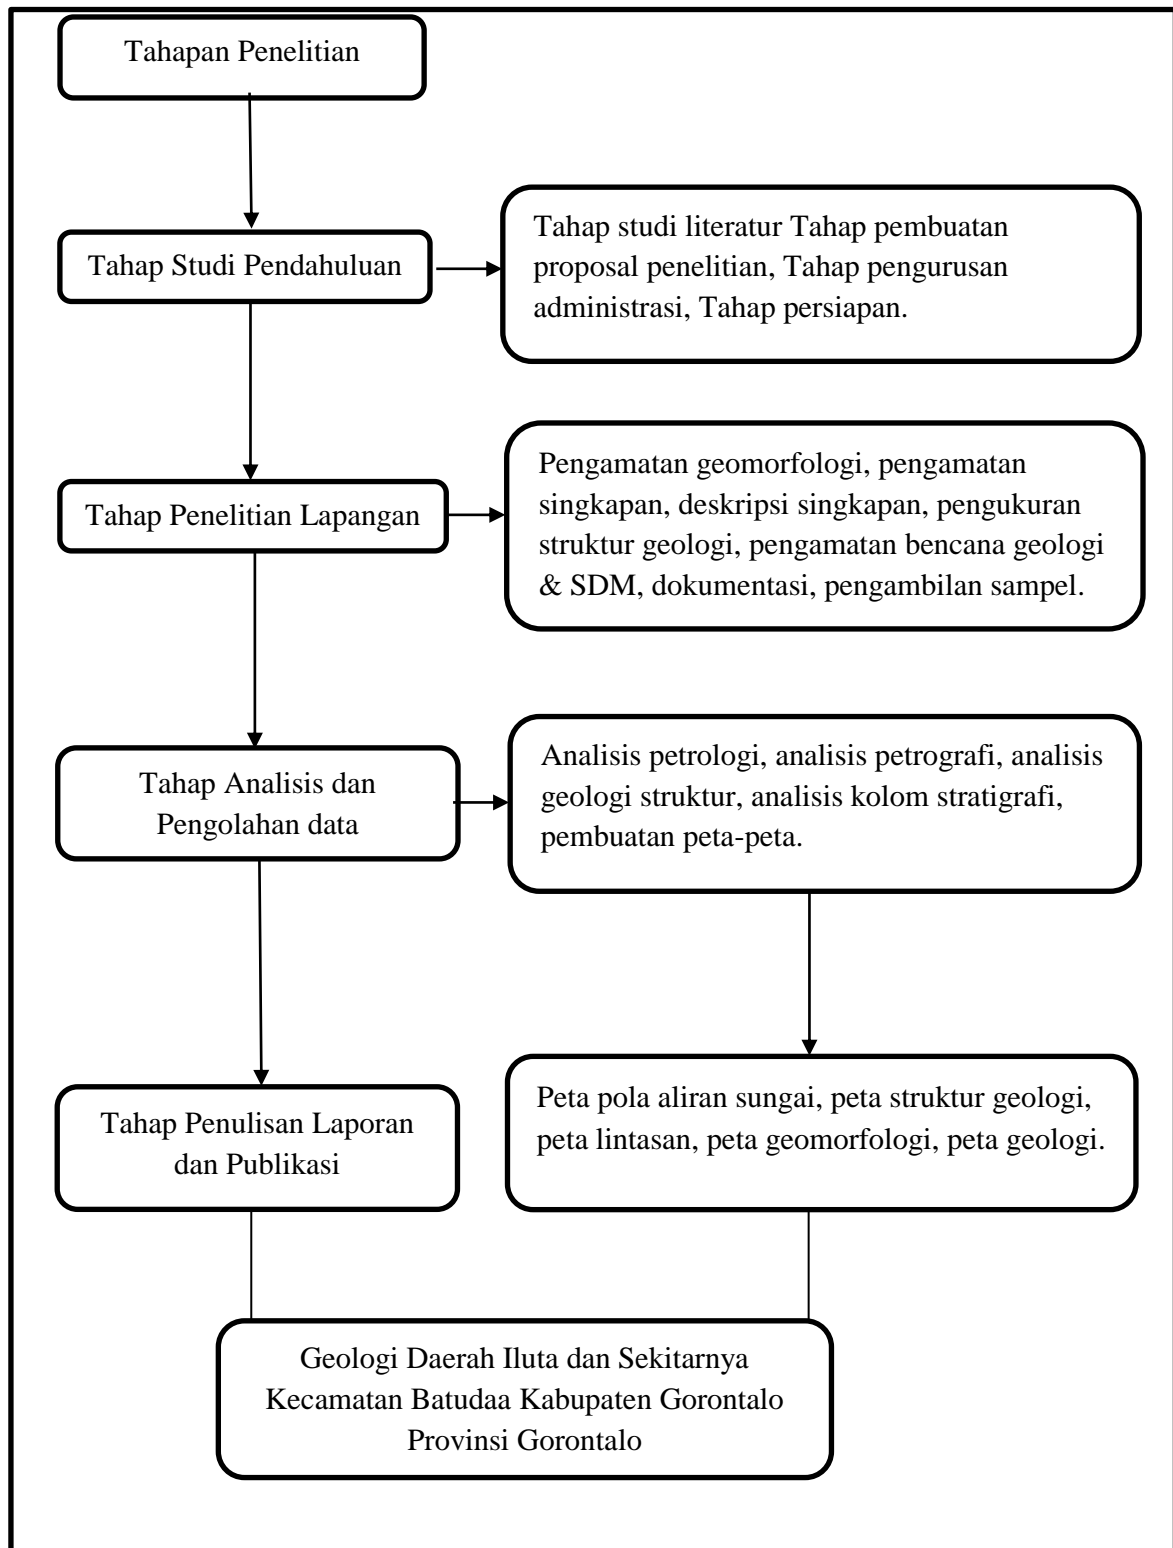 Tahapan Penelitian
Tahap Studi Pendahuluan
Tahap studi literatur Tahap pembuatan
proposal penelitian, Tahap pengurusan
administrasi, Tahap persiapan.
Tahap Penelitian Lapangan
Pengamatan geomorfologi, pengamatan
singkapan, deskripsi singkapan, pengukuran
struktur geologi, pengamatan bencana geologi
& SDM, dokumentasi, pengambilan sampel.
Tahap Analisis dan
Pengolahan data
Analisis petrologi, analisis petrografi, analisis
geologi struktur, analisis kolom stratigrafi,
pembuatan peta-peta.
Tahap Penulisan Laporan
dan Publikasi
Peta pola aliran sungai, peta struktur geologi,
peta lintasan, peta geomorfologi, peta geologi.
Geologi Daerah Iluta dan Sekitarnya
Kecamatan Batudaa Kabupaten Gorontalo
Provinsi Gorontalo